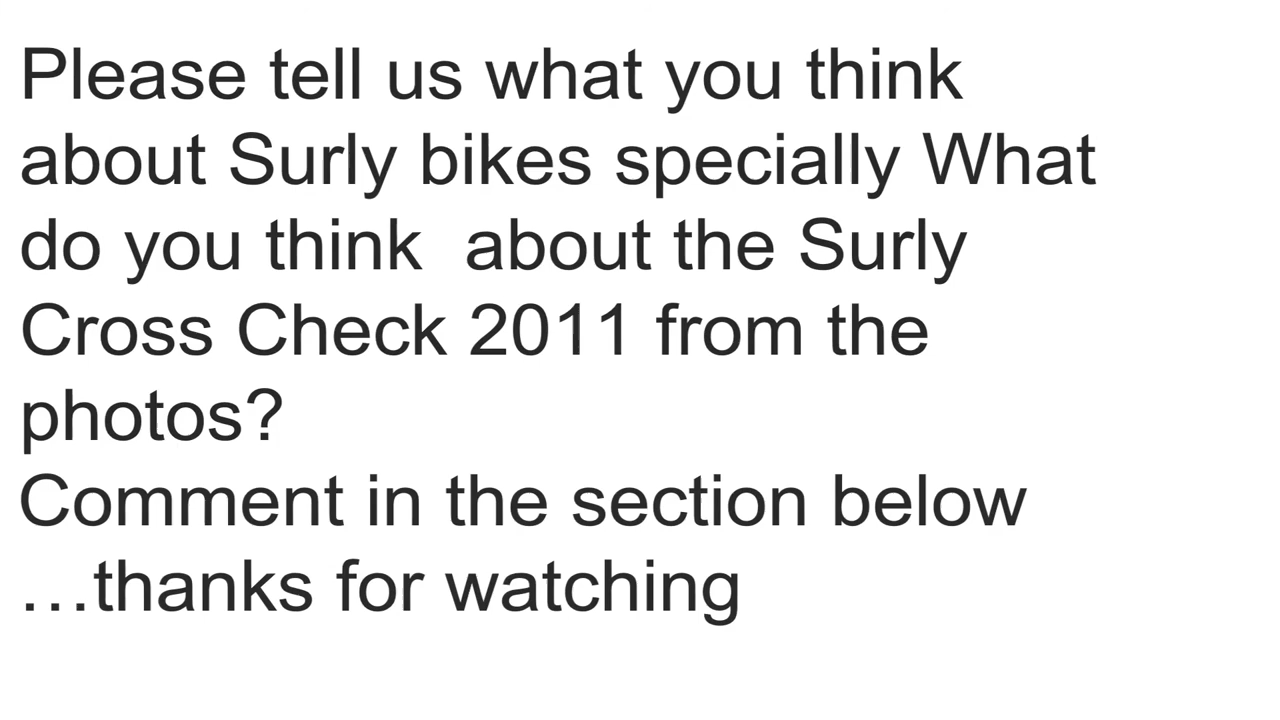 Please tell us what you think
about Surly bikes specially What
do you think  about the Surly
Cross Check 2011 from the
photos?
Comment in the section below
…thanks for watching